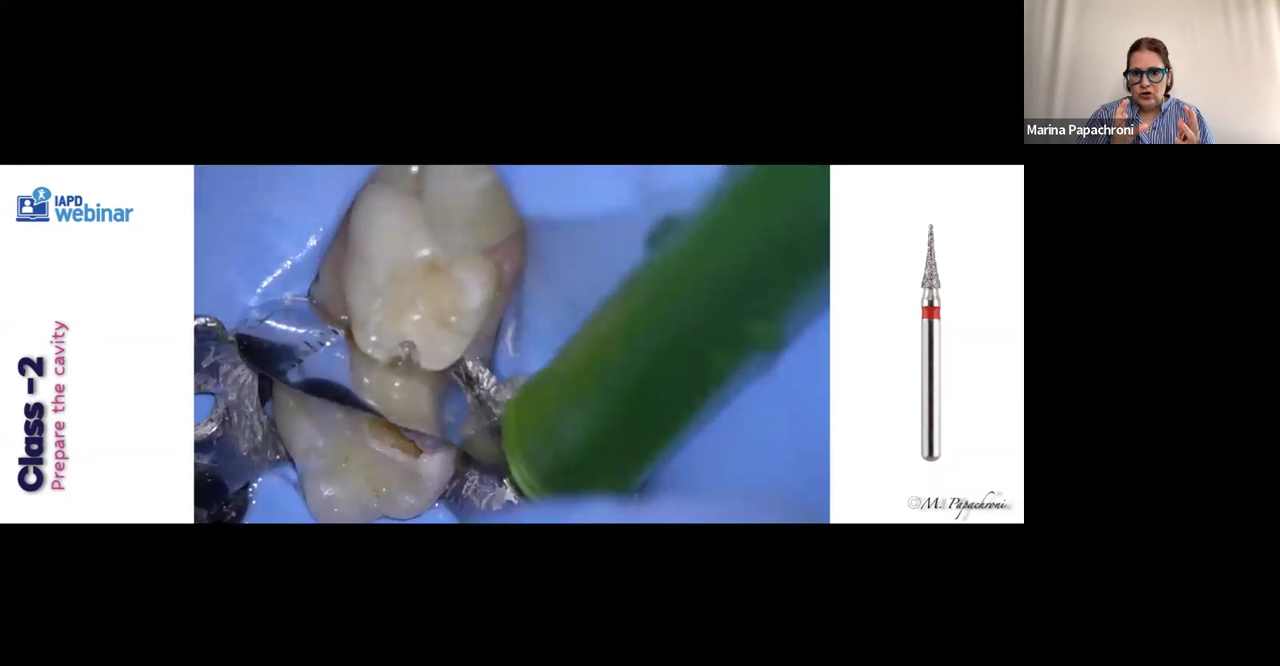 Marina Papachroni
IAPD
webinar
Class -2
Prepare the cavity
©M. Papachroni